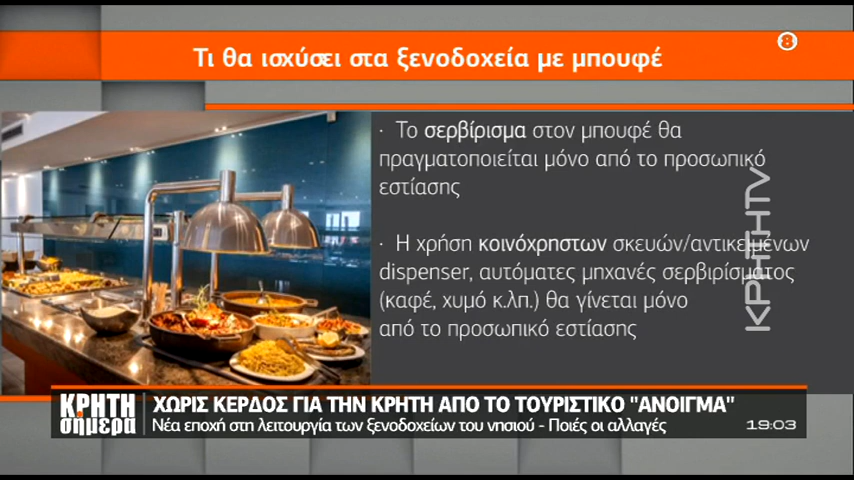 Τι θα ισχύσει στα ξενοδοχεία με μπουφέ
8
· Το σερβίρισμα στον μπουφέ θα
πραγματοποιείται μόνο από το προσωπικό
εστίασης
· Η χρήση κοινόχρηστων σκευών/αντικειμένων
dispenser, αυτόματες μηχανές σερβιρίσματος
(καφέ, χυμό κ.λπ.) θα γίνεται μόνο
από το προσωπικό εστίασης
ΚΡΗΤΗTV
ΚΡΗΤΗ
σήμερα
ΧΩΡΙΣ ΚΕΡΔΟΣ ΓΙΑ ΤΗΝ ΚΡΗΤΗ ΑΠΟ ΤΟ ΤΟΥΡΙΣΤΙΚΟ "ΑΝΟΙΓΜΑ"
Νέα εποχή στη λειτουργία των ξενοδοχείων του νησιού - Ποιές οι αλλαγές
19:03